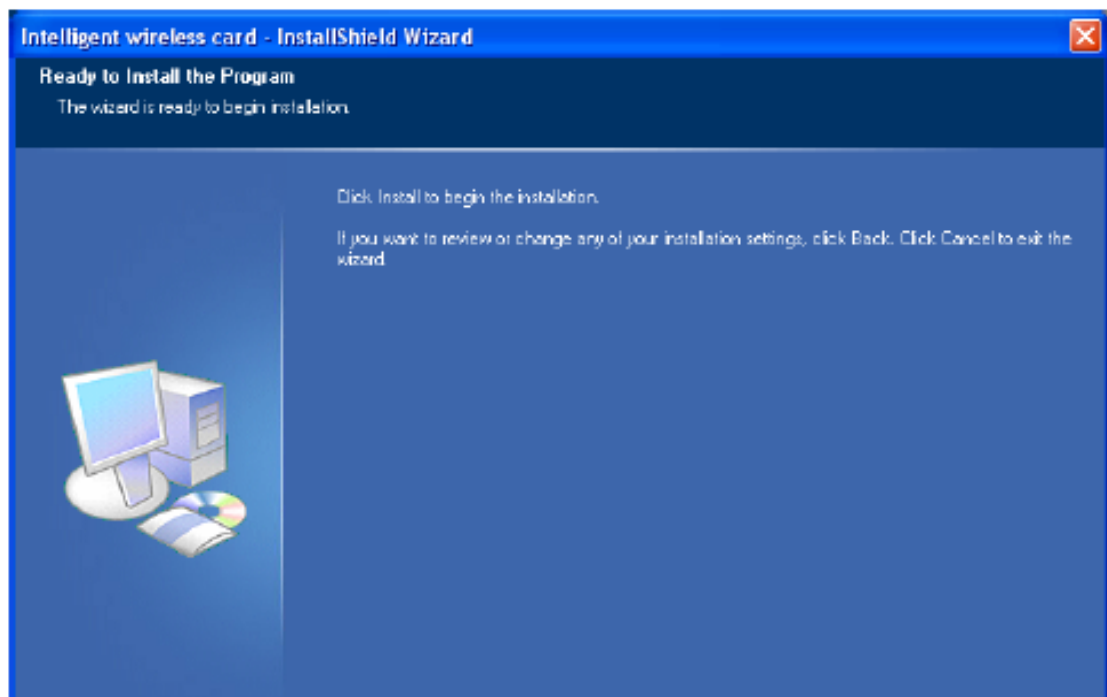 Intelligent wireless card - InstallShield Wizard
Ready to Install the Program
The wizard is ready to begin installation.
Click Install to begin the installation.
If you want to review or change any of your installation settings, click Back. Click Cancel to exit the
wizard.